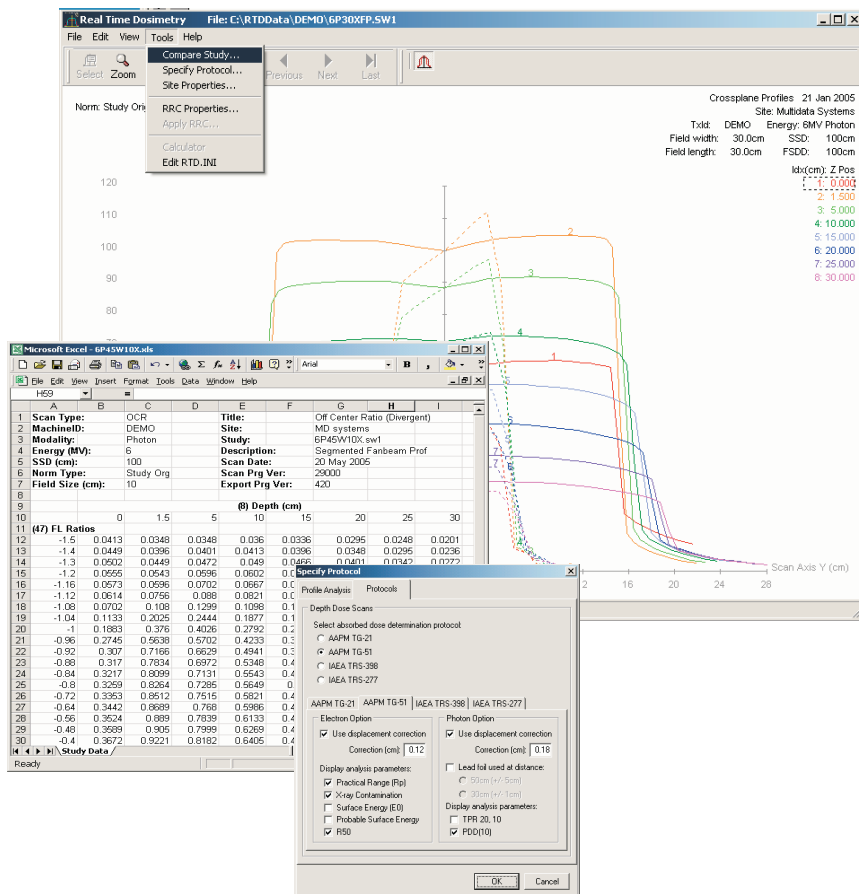 Real Time Dosimetry File: C:\RTDData\DEMO\6P30XFP.SW1
File Edit View Tools Help
Select Zoom Previous Next Last
Compare Study...
Specify Protocol...
Site Properties...
RRC Properties...
Apply RRC...
Calculator
Edit RTD.INI
Norm: Study Ori
Crossplane Profiles 21 Jan 2005
Site: Multidata Systems
TxId: DEMO Energy: 6MV Photon
Field width: 30.0cm SSD: 100cm
Field length: 30.0cm FSDD: 100cm
Idx(cm): Z Pos
1: 0.000
2: 1.500
3: 5.000
4: 10.000
5: 15.000
6: 20.000
7: 25.000
8: 30.000
120
110
100
90
80
2
3
4
1
Scan Axis Y (cm)
16 20 24 28
Microsoft Excel - 6P45W10X.xls
Arial
File Edit View Insert Format Tools Data Window Help
H59 =
A B C D E F G H I
1 Scan Type: OCR Title: Off Center Ratio (Divergent)
2 MachineID: DEMO Site: MD systems
3 Modality: Photon Study: 6P45W10X.sw1
4 Energy (MV): 6 Description: Segmented Fanbeam Prof
5 SSD (cm): 100 Scan Date: 20 May 2005
6 Norm Type: Study Org Scan Prg Ver: 29000
7 Field Size (cm): 10 Export Prg Ver: 420
8
9 (8) Depth (cm)
10 0 1.5 5 10 15 20 25 30
11 (47) FL Ratios
12 -1.5 0.0413 0.0348 0.0348 0.036 0.0336 0.0295 0.0248 0.0201
13 -1.4 0.0449 0.0396 0.0401 0.0413 0.0396 0.0348 0.0295 0.0236
14 -1.3 0.0502 0.0449 0.0472 0.049 0.0466 0.0401 0.0342 0.0272
15 -1.2 0.0555 0.0543 0.0596 0.0602
16 -1.16 0.0573 0.0596 0.0702 0.0667
17 -1.12 0.0614 0.0756 0.088 0.0821
18 -1.08 0.0702 0.108 0.1299 0.1098
19 -1.04 0.1133 0.2025 0.2444 0.1877
20 -1 0.1883 0.376 0.4026 0.2792
21 -0.96 0.2745 0.5638 0.5702 0.4233
22 -0.92 0.307 0.7166 0.6629 0.4941
23 -0.88 0.317 0.7834 0.6972 0.5348
24 -0.84 0.3217 0.8099 0.7131 0.5543
25 -0.8 0.3259 0.8264 0.7285 0.5649
26 -0.72 0.3353 0.8512 0.7515 0.5821
27 -0.64 0.3442 0.8689 0.768 0.5986
28 -0.56 0.3524 0.889 0.7839 0.6133
29 -0.48 0.3589 0.905 0.7999 0.6269
30 -0.4 0.3672 0.9221 0.8182 0.6405
Study Data
Ready
Specify Protocol
Profile Analysis Protocols
Depth Dose Scans
Select absorbed dose determination protocol:
AAPM TG-21
AAPM TG-51
IAEA TRS-398
IAEA TRS-277
AAPM TG-21 AAPM TG-51 IAEA TRS-398 IAEA TRS-277
Electron Option
Use displacement correction
Correction (cm): 0.12
Display analysis parameters:
Practical Range (Rp)
X-ray Contamination
Surface Energy (E0)
Probable Surface Energy
R50
Photon Option
Use displacement correction
Correction (cm): 0.18
Lead foil used at distance:
50cm (+/- 5cm)
30cm (+/- 1cm)
Display analysis parameters:
TPR 20, 10
PDD(10)
OK Cancel